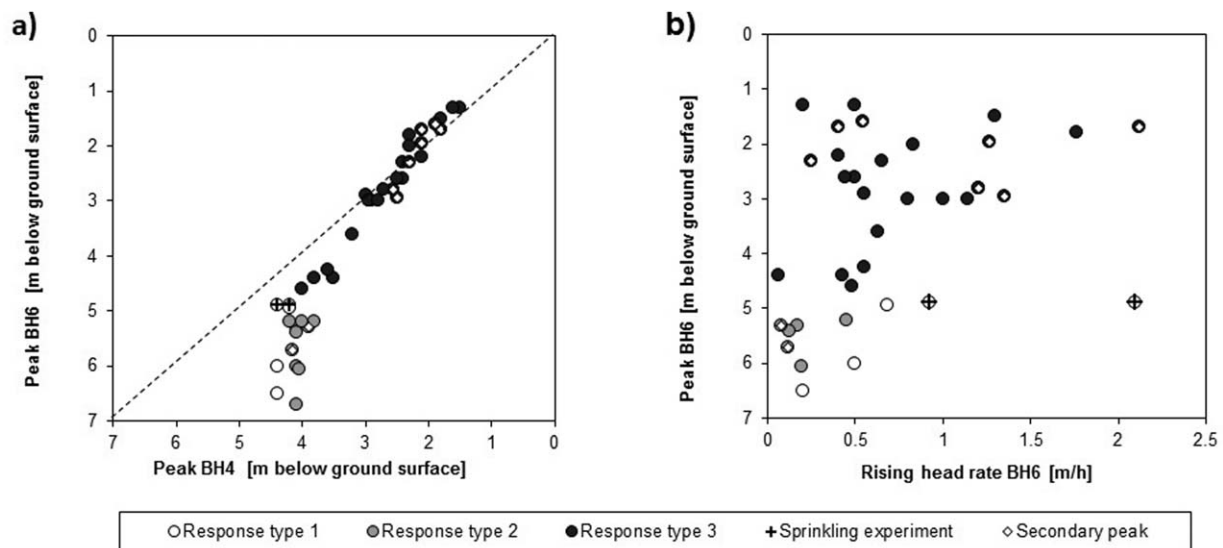 a)
0
1
2
3
4
5
6
7
Peak BH6 [m below ground surface]
7 6 5 4 3 2 1 0
Peak BH4 [m below ground surface]
b)
0
1
2
3
4
5
6
7
Peak BH6 [m below ground surface]
0 0.5 1 1.5 2 2.5
Rising head rate BH6 [m/h]
Response type 1 Response type 2 Response type 3 Sprinkling experiment Secondary peak